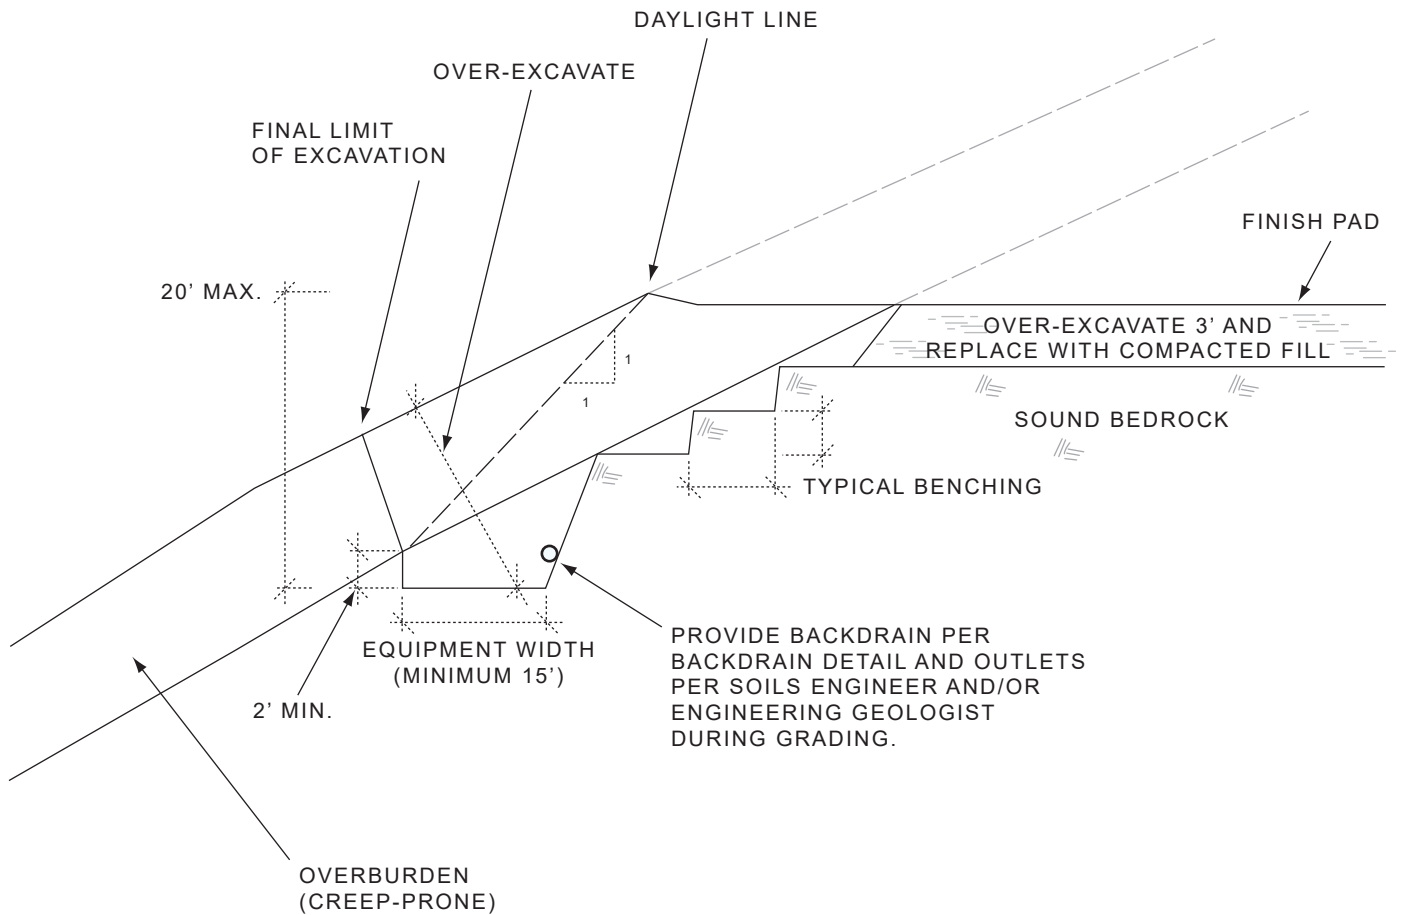 DAYLIGHT LINE
OVER-EXCAVATE
FINAL LIMIT
OF EXCAVATION
FINISH PAD
20’ MAX.
OVER-EXCAVATE 3’ AND
REPLACE WITH COMPACTED FILL
1
1
SOUND BEDROCK
TYPICAL BENCHING
EQUIPMENT WIDTH
(MINIMUM 15’)
2’ MIN.
PROVIDE BACKDRAIN PER
BACKDRAIN DETAIL AND OUTLETS
PER SOILS ENGINEER AND/OR
ENGINEERING GEOLOGIST
DURING GRADING.
OVERBURDEN
(CREEP-PRONE)